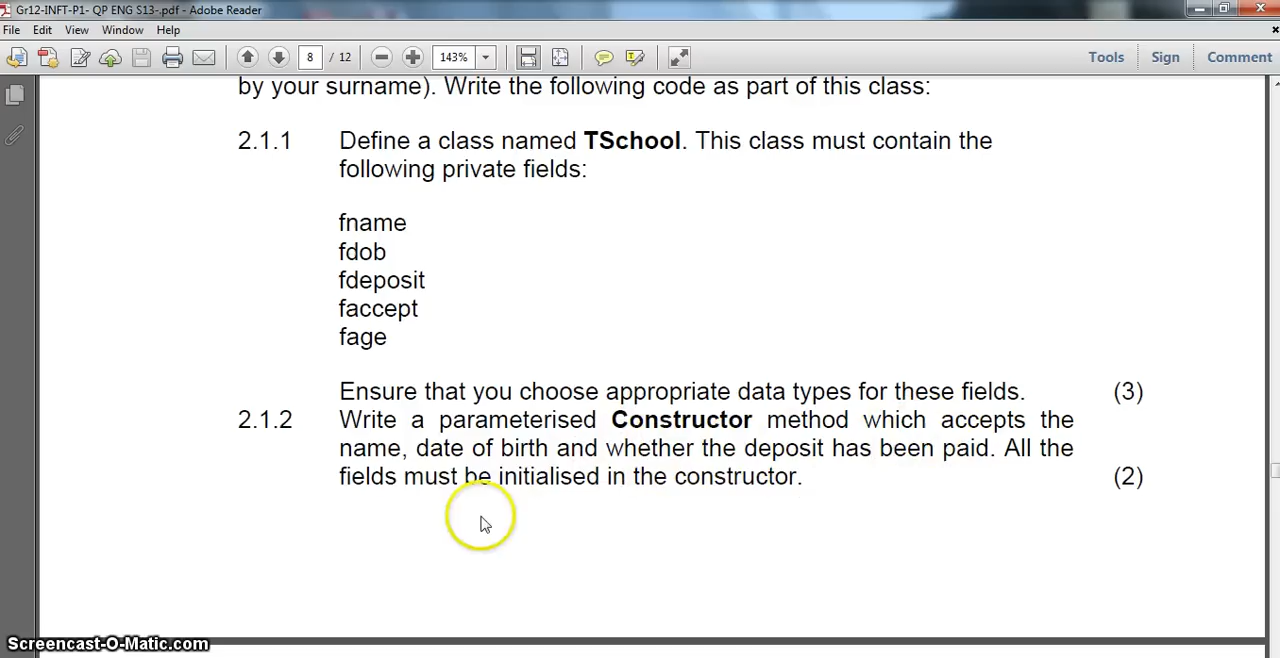 Gr12-INFT-P1- QP ENG S13-.pdf - Adobe Reader
File Edit View Window Help
8 / 12 143% Tools Sign Comment
by your surname). Write the following code as part of this class:
2.1.1 Define a class named TSchool. This class must contain the
following private fields:
fname
fdob
fdeposit
faccept
fage
Ensure that you choose appropriate data types for these fields. (3)
2.1.2 Write a parameterised Constructor method which accepts the
name, date of birth and whether the deposit has been paid. All the
fields must be initialised in the constructor. (2)
Screencast-O-Matic.com